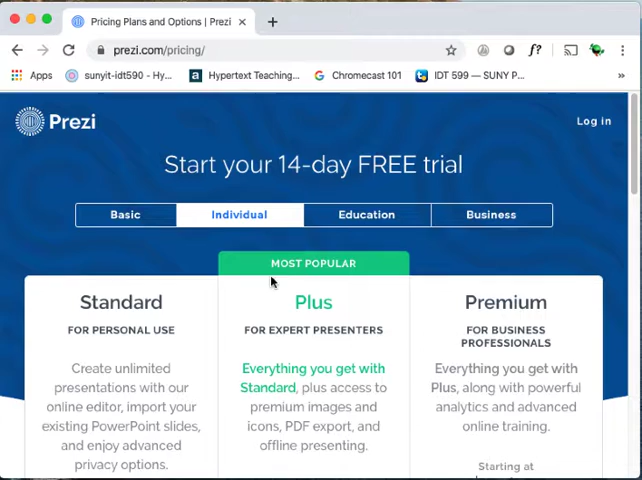 Pricing Plans and Options | Prezi
prezi.com/pricing/
f?
Apps
sunyit-idt590 - Hy...
Hypertext Teaching...
Chromecast 101
IDT 599 — SUNY P...
»
Prezi
Log in
Start your 14-day FREE trial
Basic
Individual
Education
Business
MOST POPULAR
Standard
FOR PERSONAL USE
Create unlimited
presentations with our
online editor, import your
existing PowerPoint slides,
and enjoy advanced
privacy options.
Plus
FOR EXPERT PRESENTERS
Everything you get with
Standard, plus access to
premium images and
icons, PDF export, and
offline presenting.
Premium
FOR BUSINESS
PROFESSIONALS
Everything you get with
Plus, along with powerful
analytics and advanced
online training.
Starting at